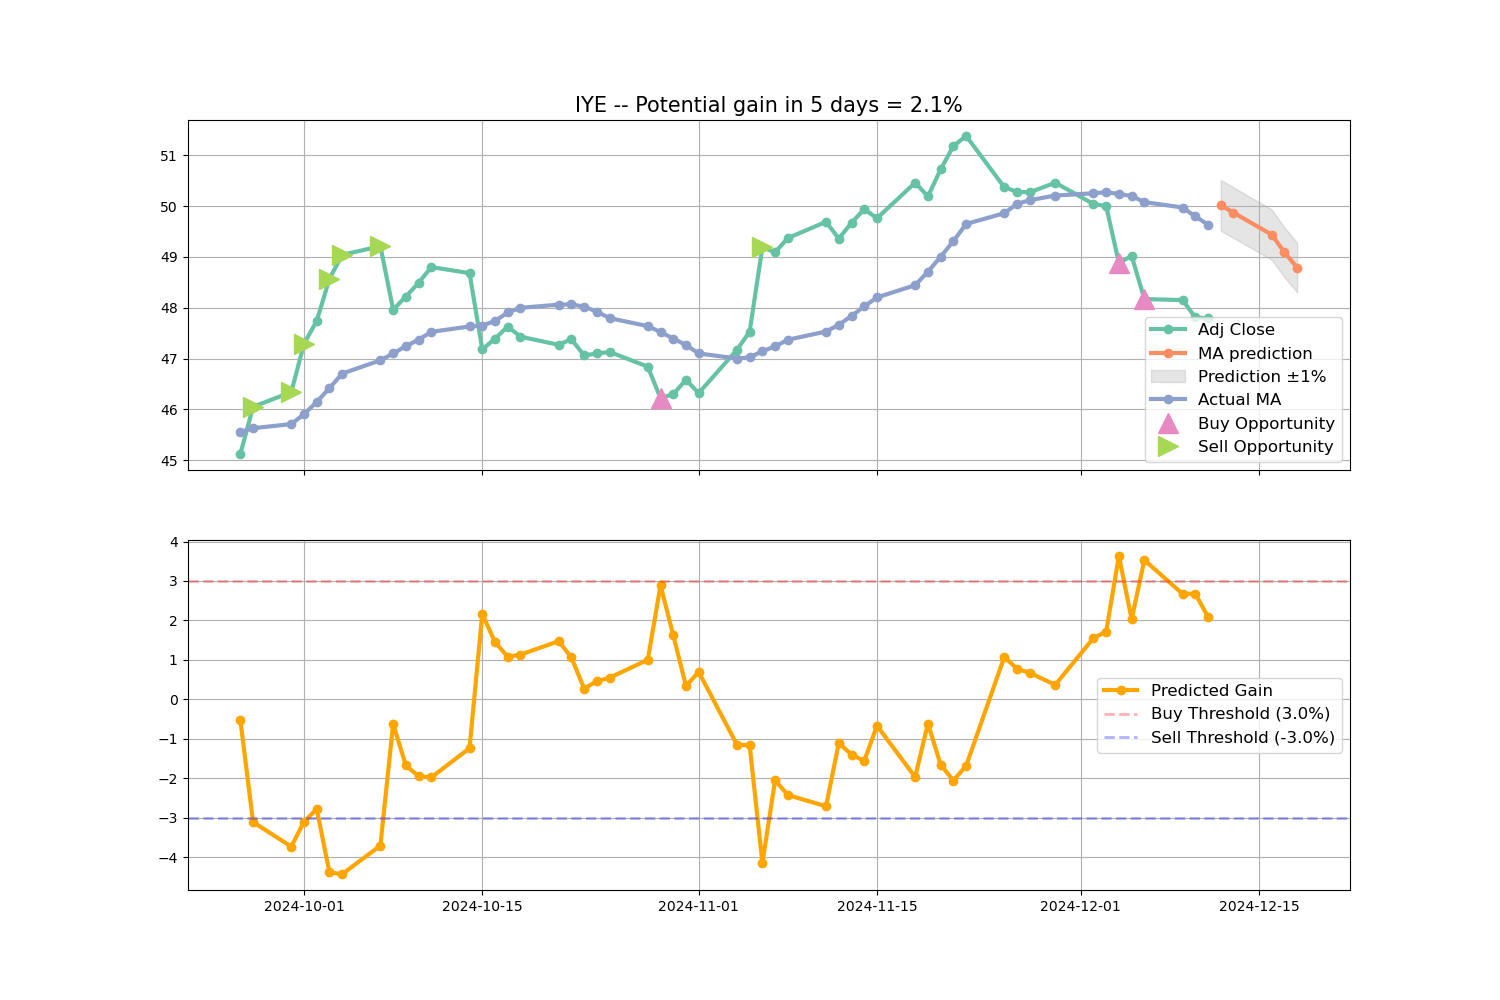 IYE -- Potential gain in 5 days = 2.1%
51
50
49
48
47
46
45
Adj Close
MA prediction
Prediction ±1%
Actual MA
Buy Opportunity
Sell Opportunity
4
3
2
1
0
−1
−2
−3
−4
Predicted Gain
Buy Threshold (3.0%)
Sell Threshold (-3.0%)
2024-10-01 2024-10-15 2024-11-01 2024-11-15 2024-12-01 2024-12-15